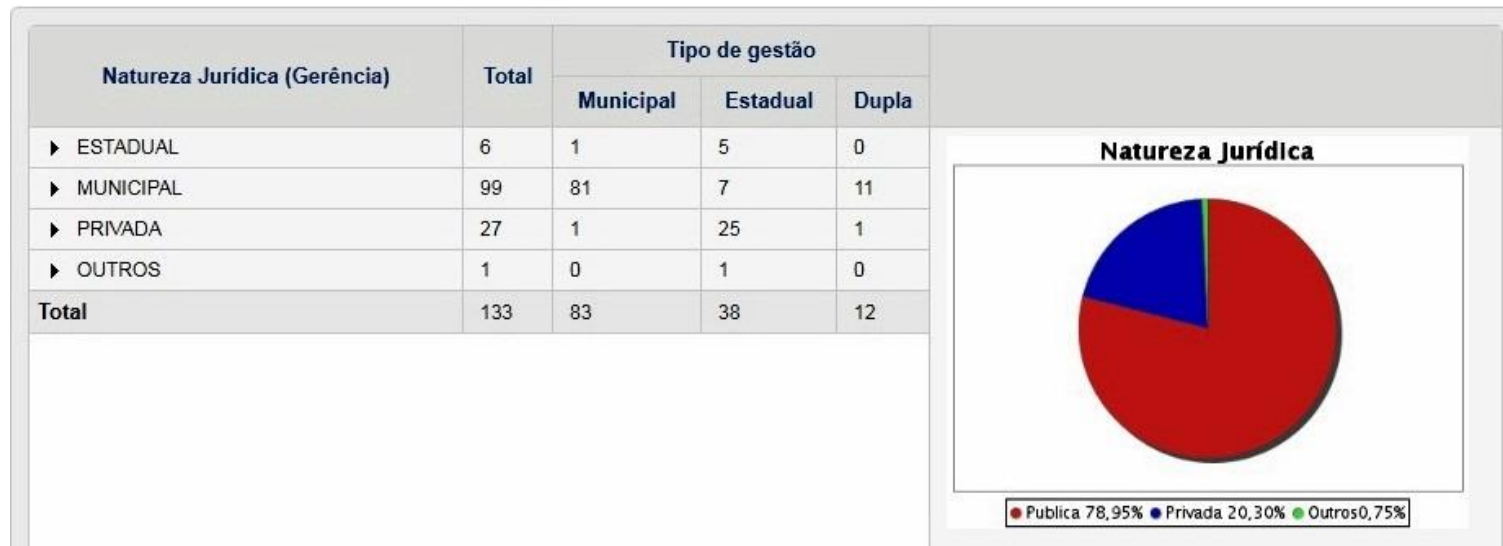 Natureza Jurídica (Gerência) Total Tipo de gestão
Municipal Estadual Dupla
ESTADUAL 6 1 5 0
MUNICIPAL 99 81 7 11
PRIVADA 27 1 25 1
OUTROS 1 0 1 0
Total 133 83 38 12
Natureza Jurídica
Publica 78,95% Privada 20,30% Outros0,75%